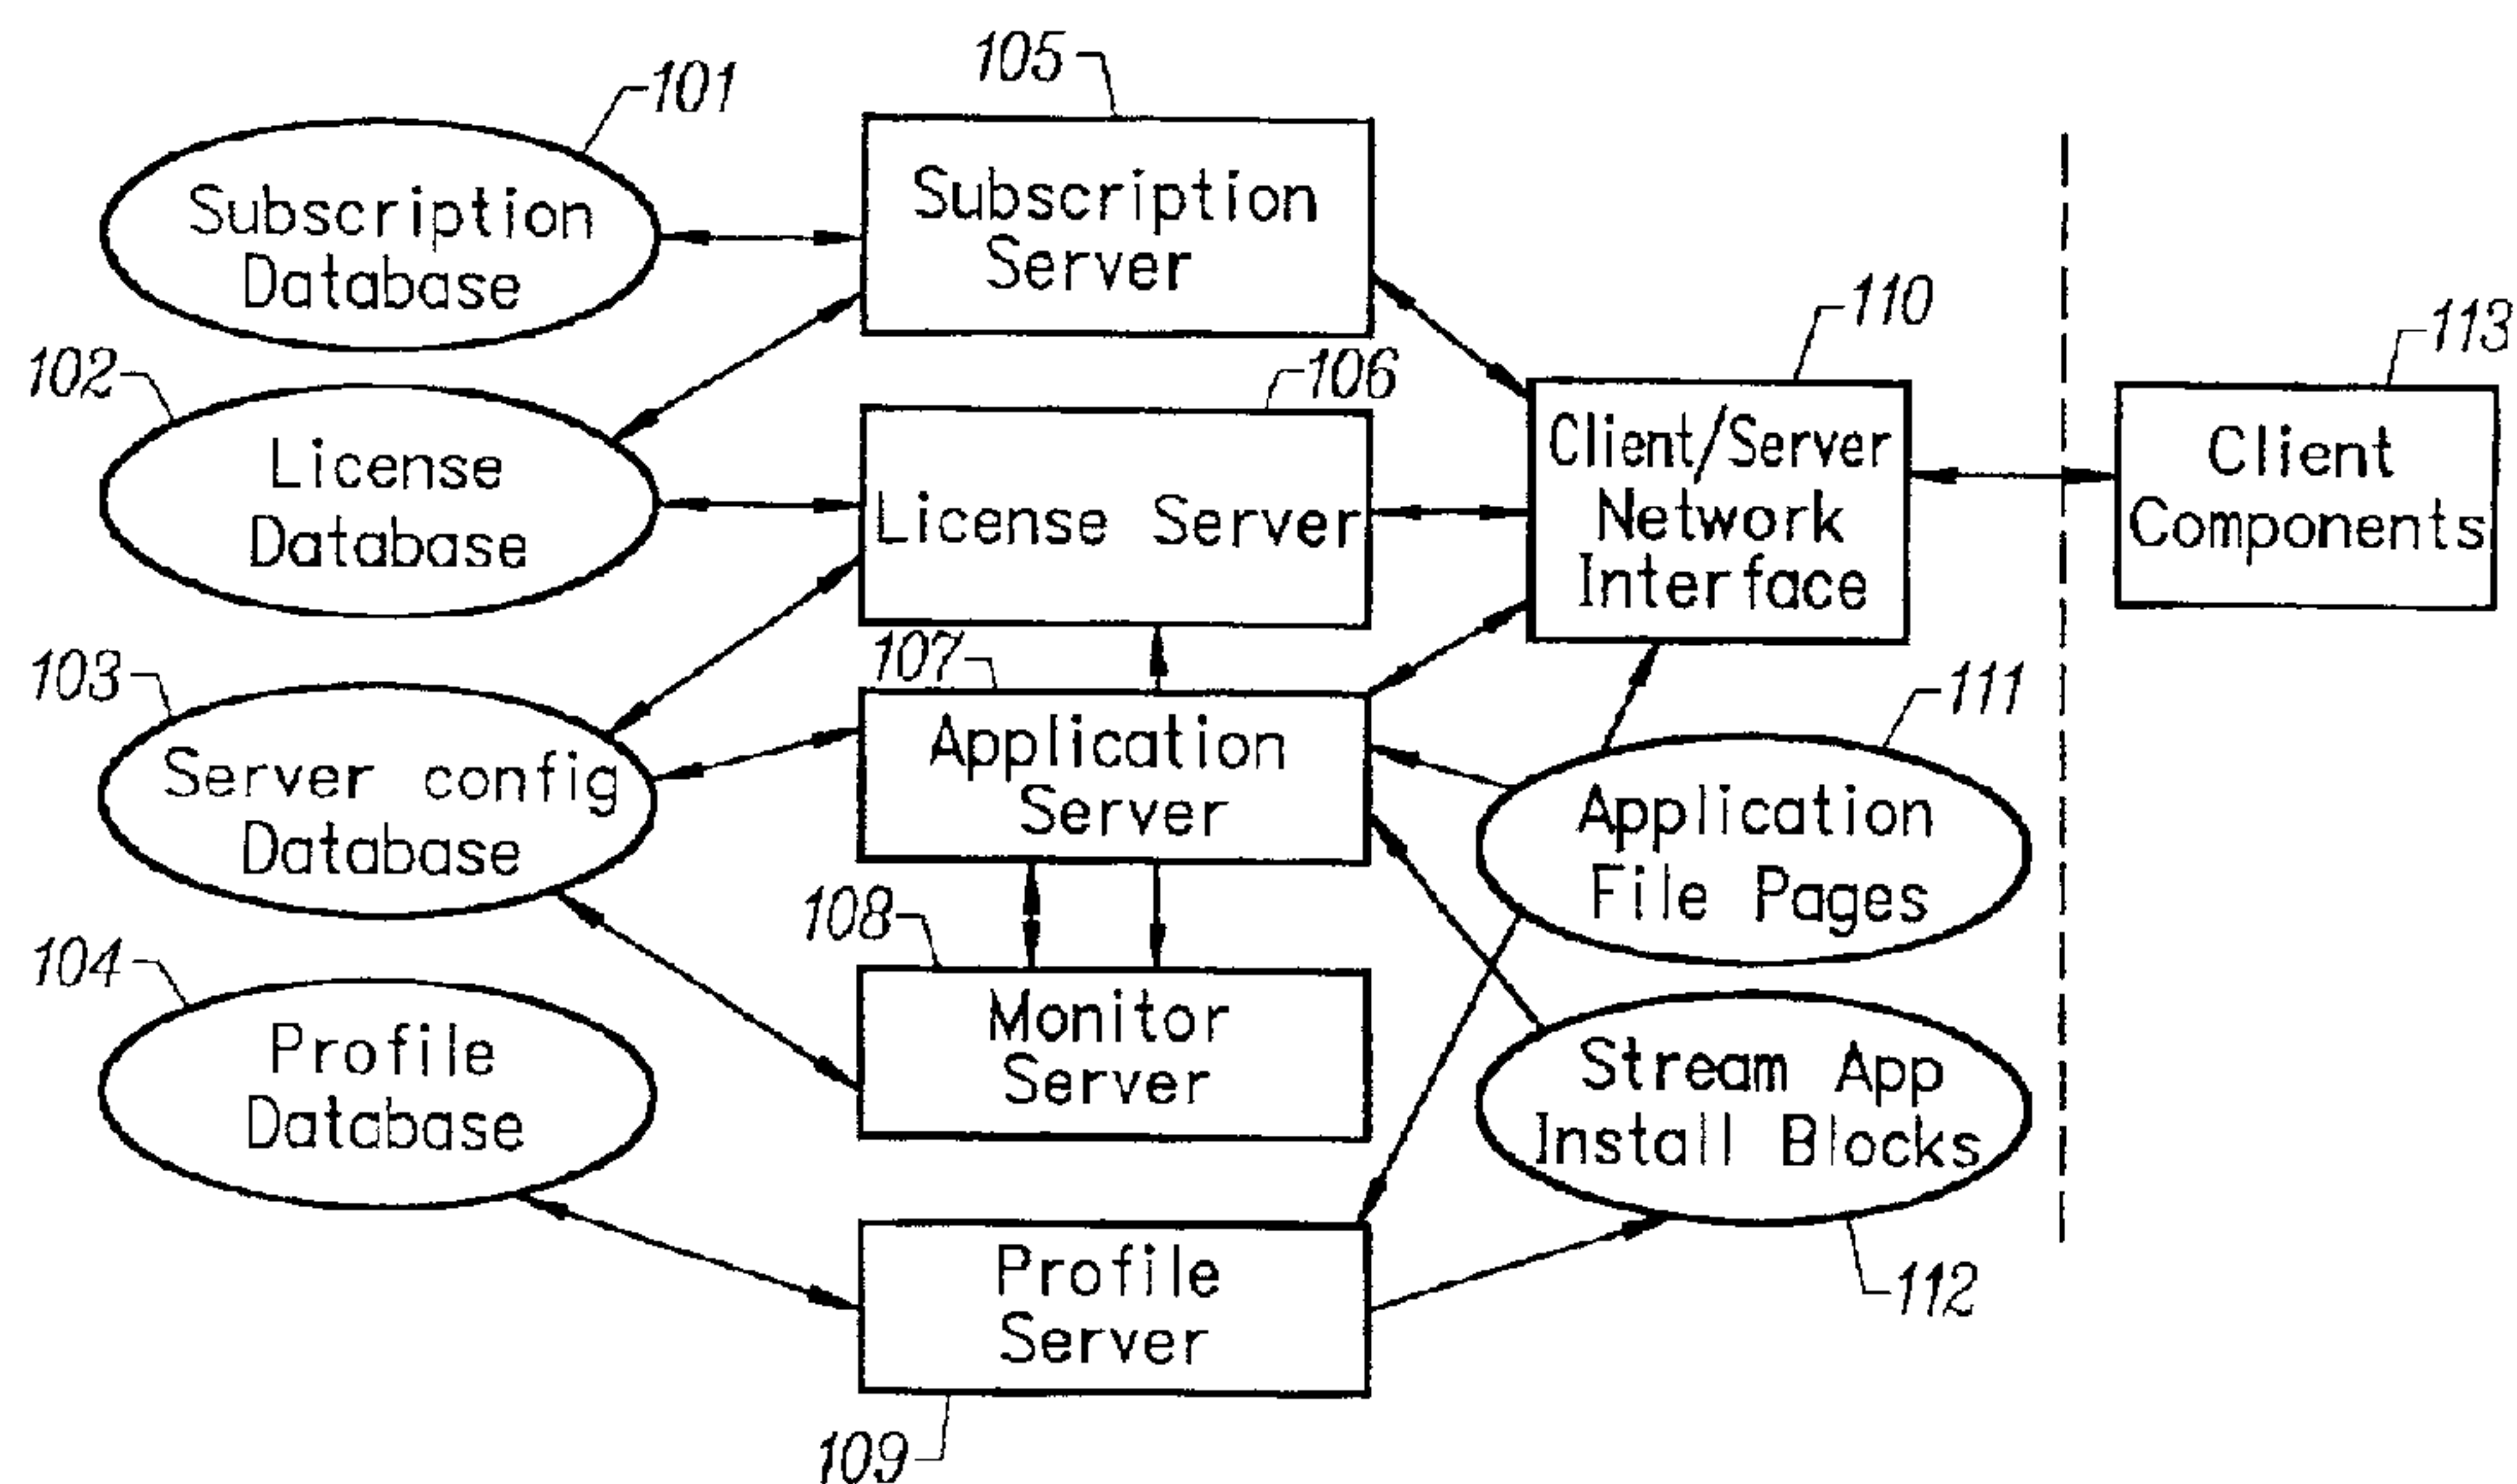 105
101
Subscription
Database
Subscription
Server
110
113
102
106
License
Database
License Server
Client/Server
Network
Interface
Client
Components
103
107
111
Server config
Database
Application
Server
Application
File Pages
104
108
Profile
Database
Monitor
Server
Stream App
Install Blocks
Profile
Server
112
109